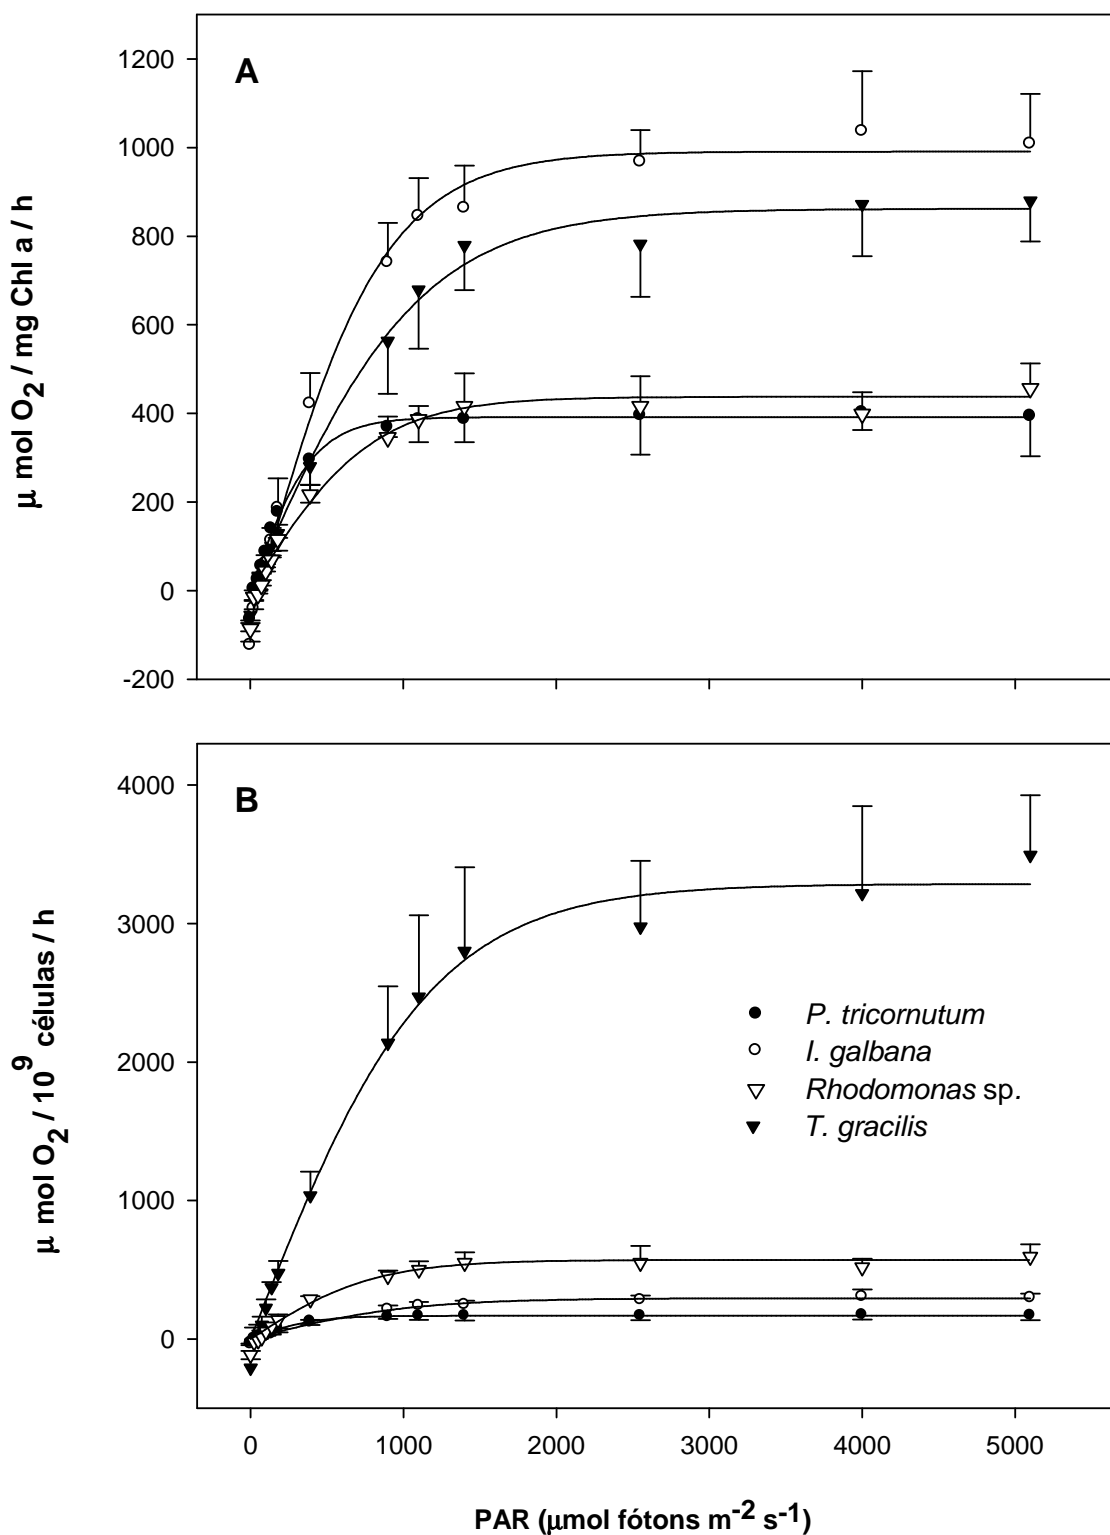 A
1200
1000
800
600
400
200
0
-200
μ mol O2 / mg Chl a / h
B
4000
3000
2000
1000
0
μ mol O2 / 10^9 células / h
P. tricornutum
I. galbana
Rhodomonas sp.
T. gracilis
0 1000 2000 3000 4000 5000
PAR (μmol fótons m^-2 s^-1)